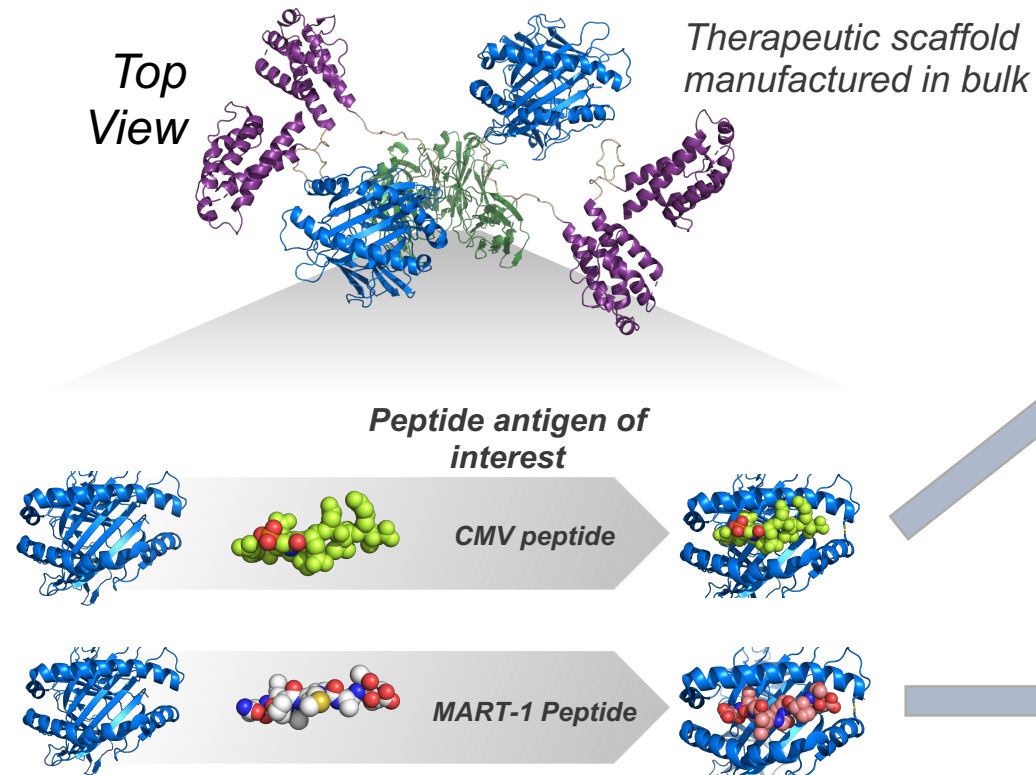 Top
View
Therapeutic scaffold
manufactured in bulk
Peptide antigen of
interest
CMV peptide
MART-1 Peptide